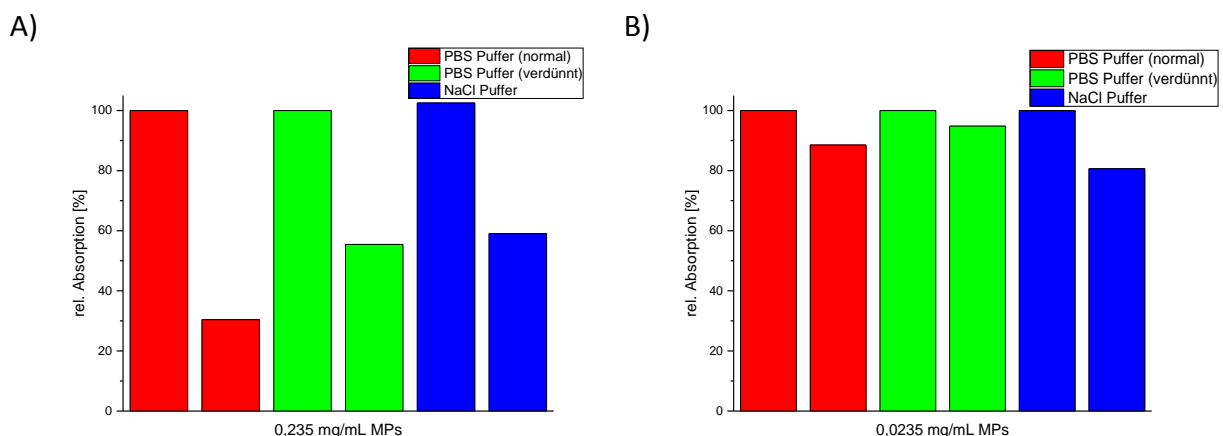 A)
PBS Puffer (normal)
PBS Puffer (verdünnt)
NaCl Puffer
rel. Absorption [%]
100
80
60
40
20
0
0,235 mg/mL MPs
B)
PBS Puffer (normal)
PBS Puffer (verdünnt)
NaCl Puffer
rel. Absorption [%]
100
80
60
40
20
0
0,0235 mg/mL MPs